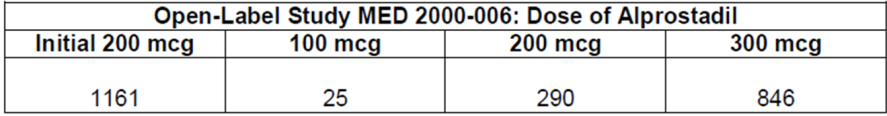 Open-Label Study MED 2000-006: Dose of Alprostadil
Initial 200 mcg 100 mcg 200 mcg 300 mcg
1161 25 290 846